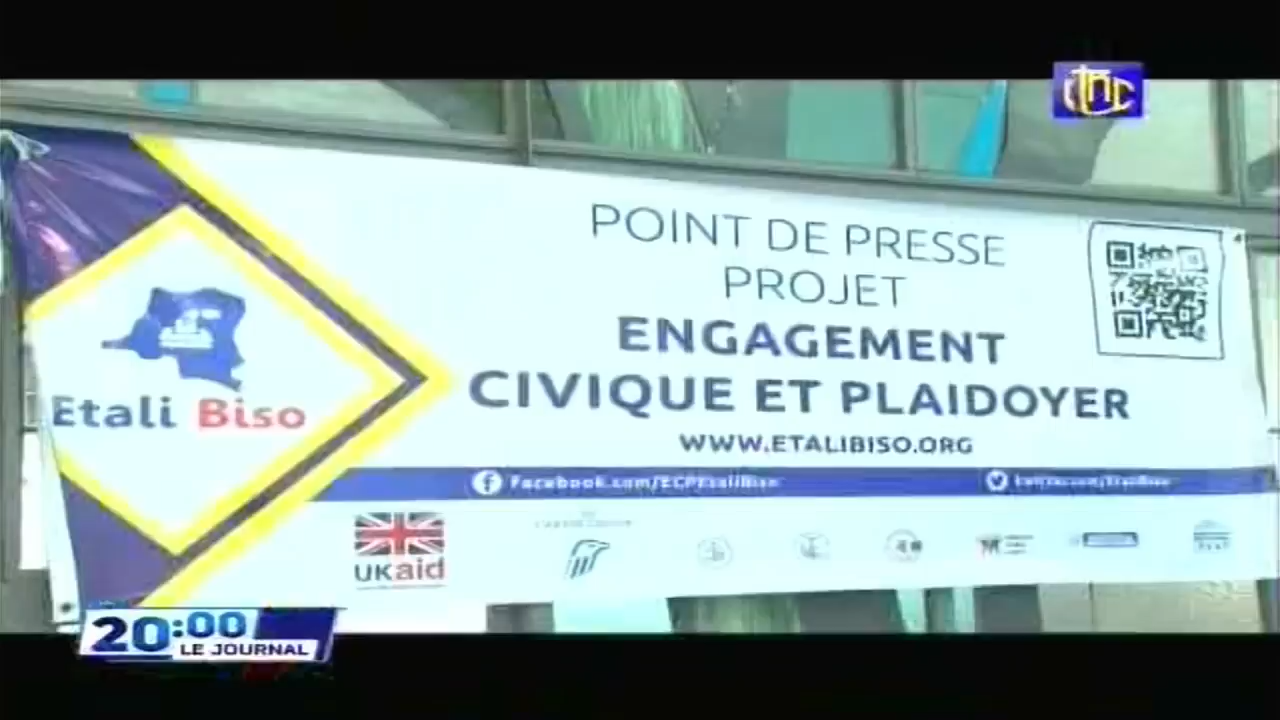 rtnc
POINT DE PRESSE
PROJET
ENGAGEMENT
CIVIQUE ET PLAIDOYER
WWW.ETALIBISO.ORG
Etali Biso
Facebook.com/ECPEtaliBiso
UKaid
20:00
LE JOURNAL